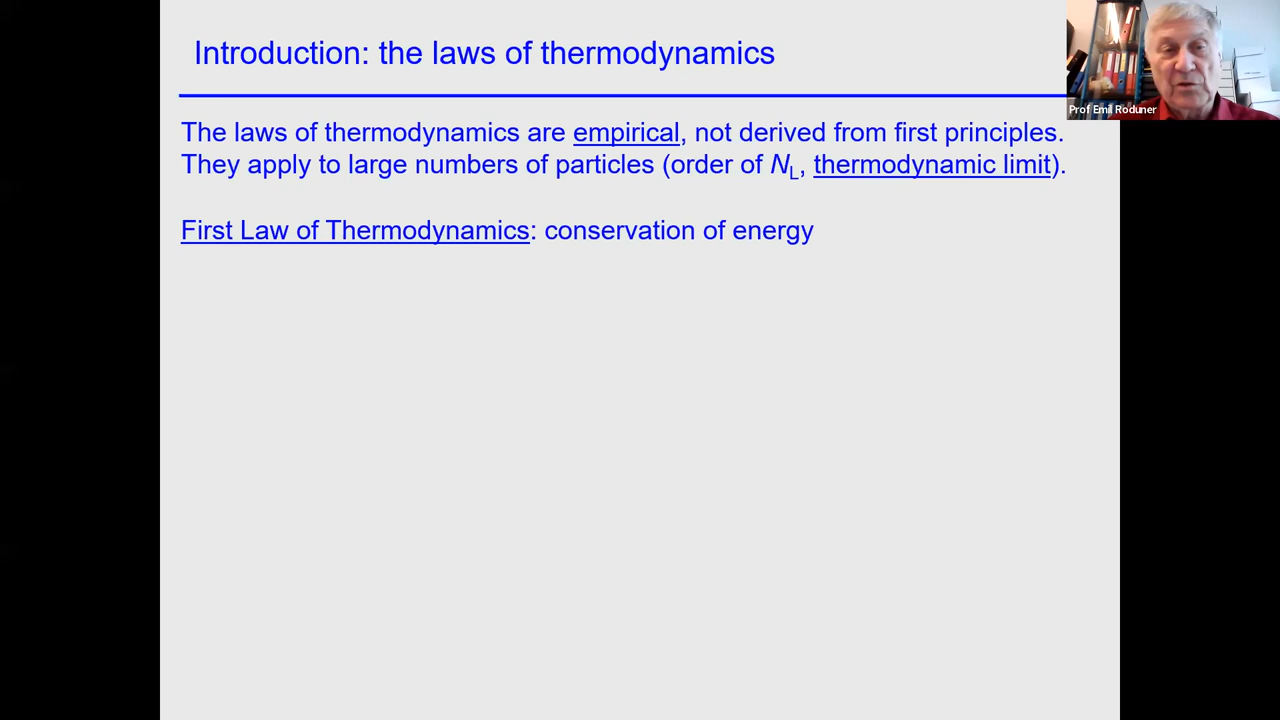 Introduction: the laws of thermodynamics
Prof Emil Roduner
The laws of thermodynamics are empirical, not derived from first principles.
They apply to large numbers of particles (order of N_L, thermodynamic limit).
First Law of Thermodynamics: conservation of energy